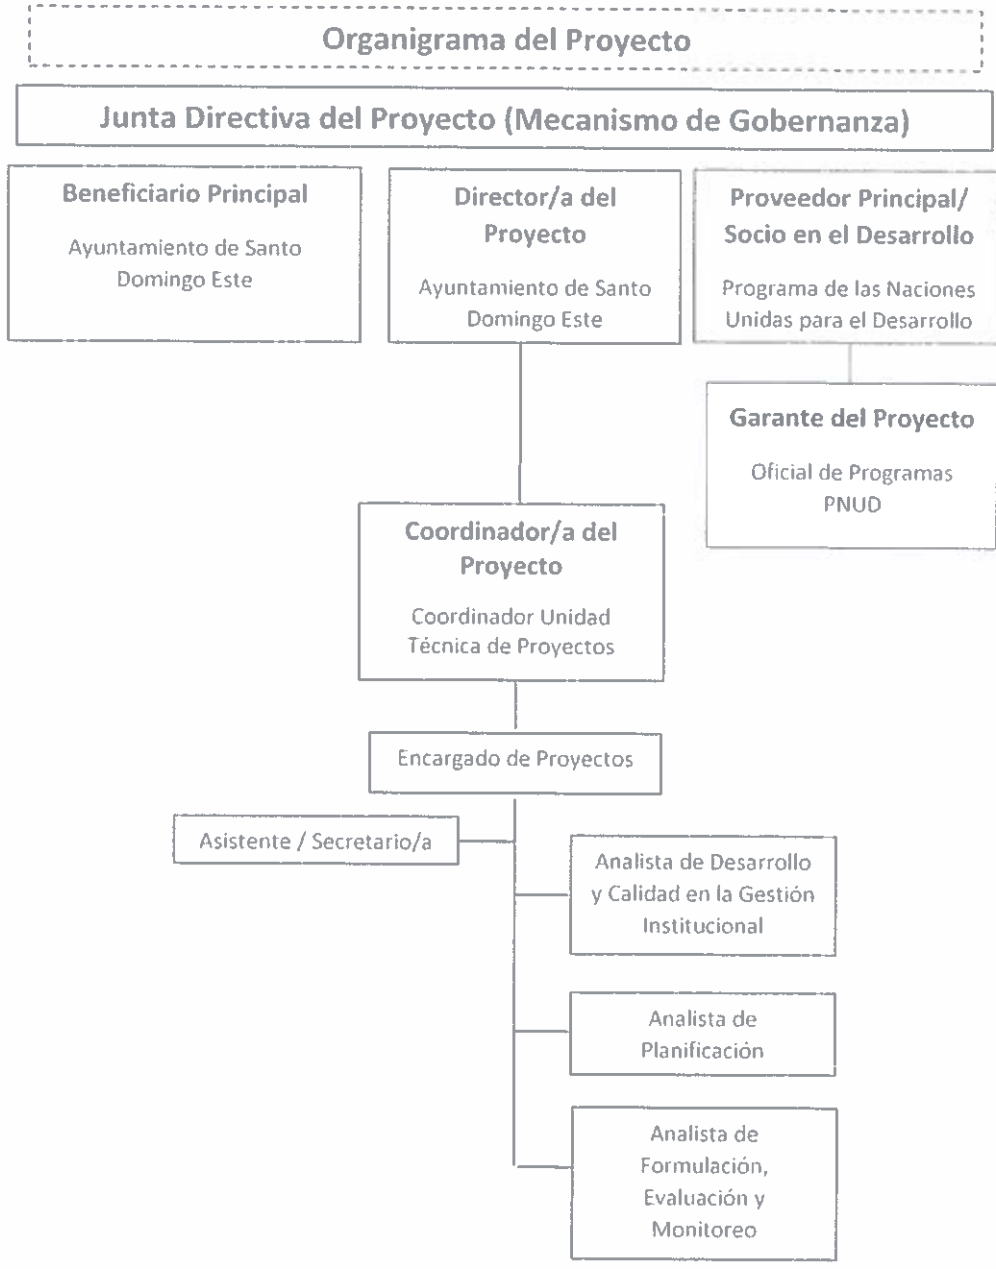 Organigrama del Proyecto
Junta Directiva del Proyecto (Mecanismo de Gobernanza)
Beneficiario Principal
Ayuntamiento de Santo
Domingo Este
Director/a del
Proyecto
Ayuntamiento de Santo
Domingo Este
Proveedor Principal/
Socio en el Desarrollo
Programa de las Naciones
Unidas para el Desarrollo
Garante del Proyecto
Oficial de Programas
PNUD
Coordinador/a del
Proyecto
Coordinador Unidad
Técnica de Proyectos
Encargado de Proyectos
Asistente / Secretario/a
Analista de Desarrollo
y Calidad en la Gestión
Institucional
Analista de
Planificación
Analista de
Formulación,
Evaluación y
Monitoreo